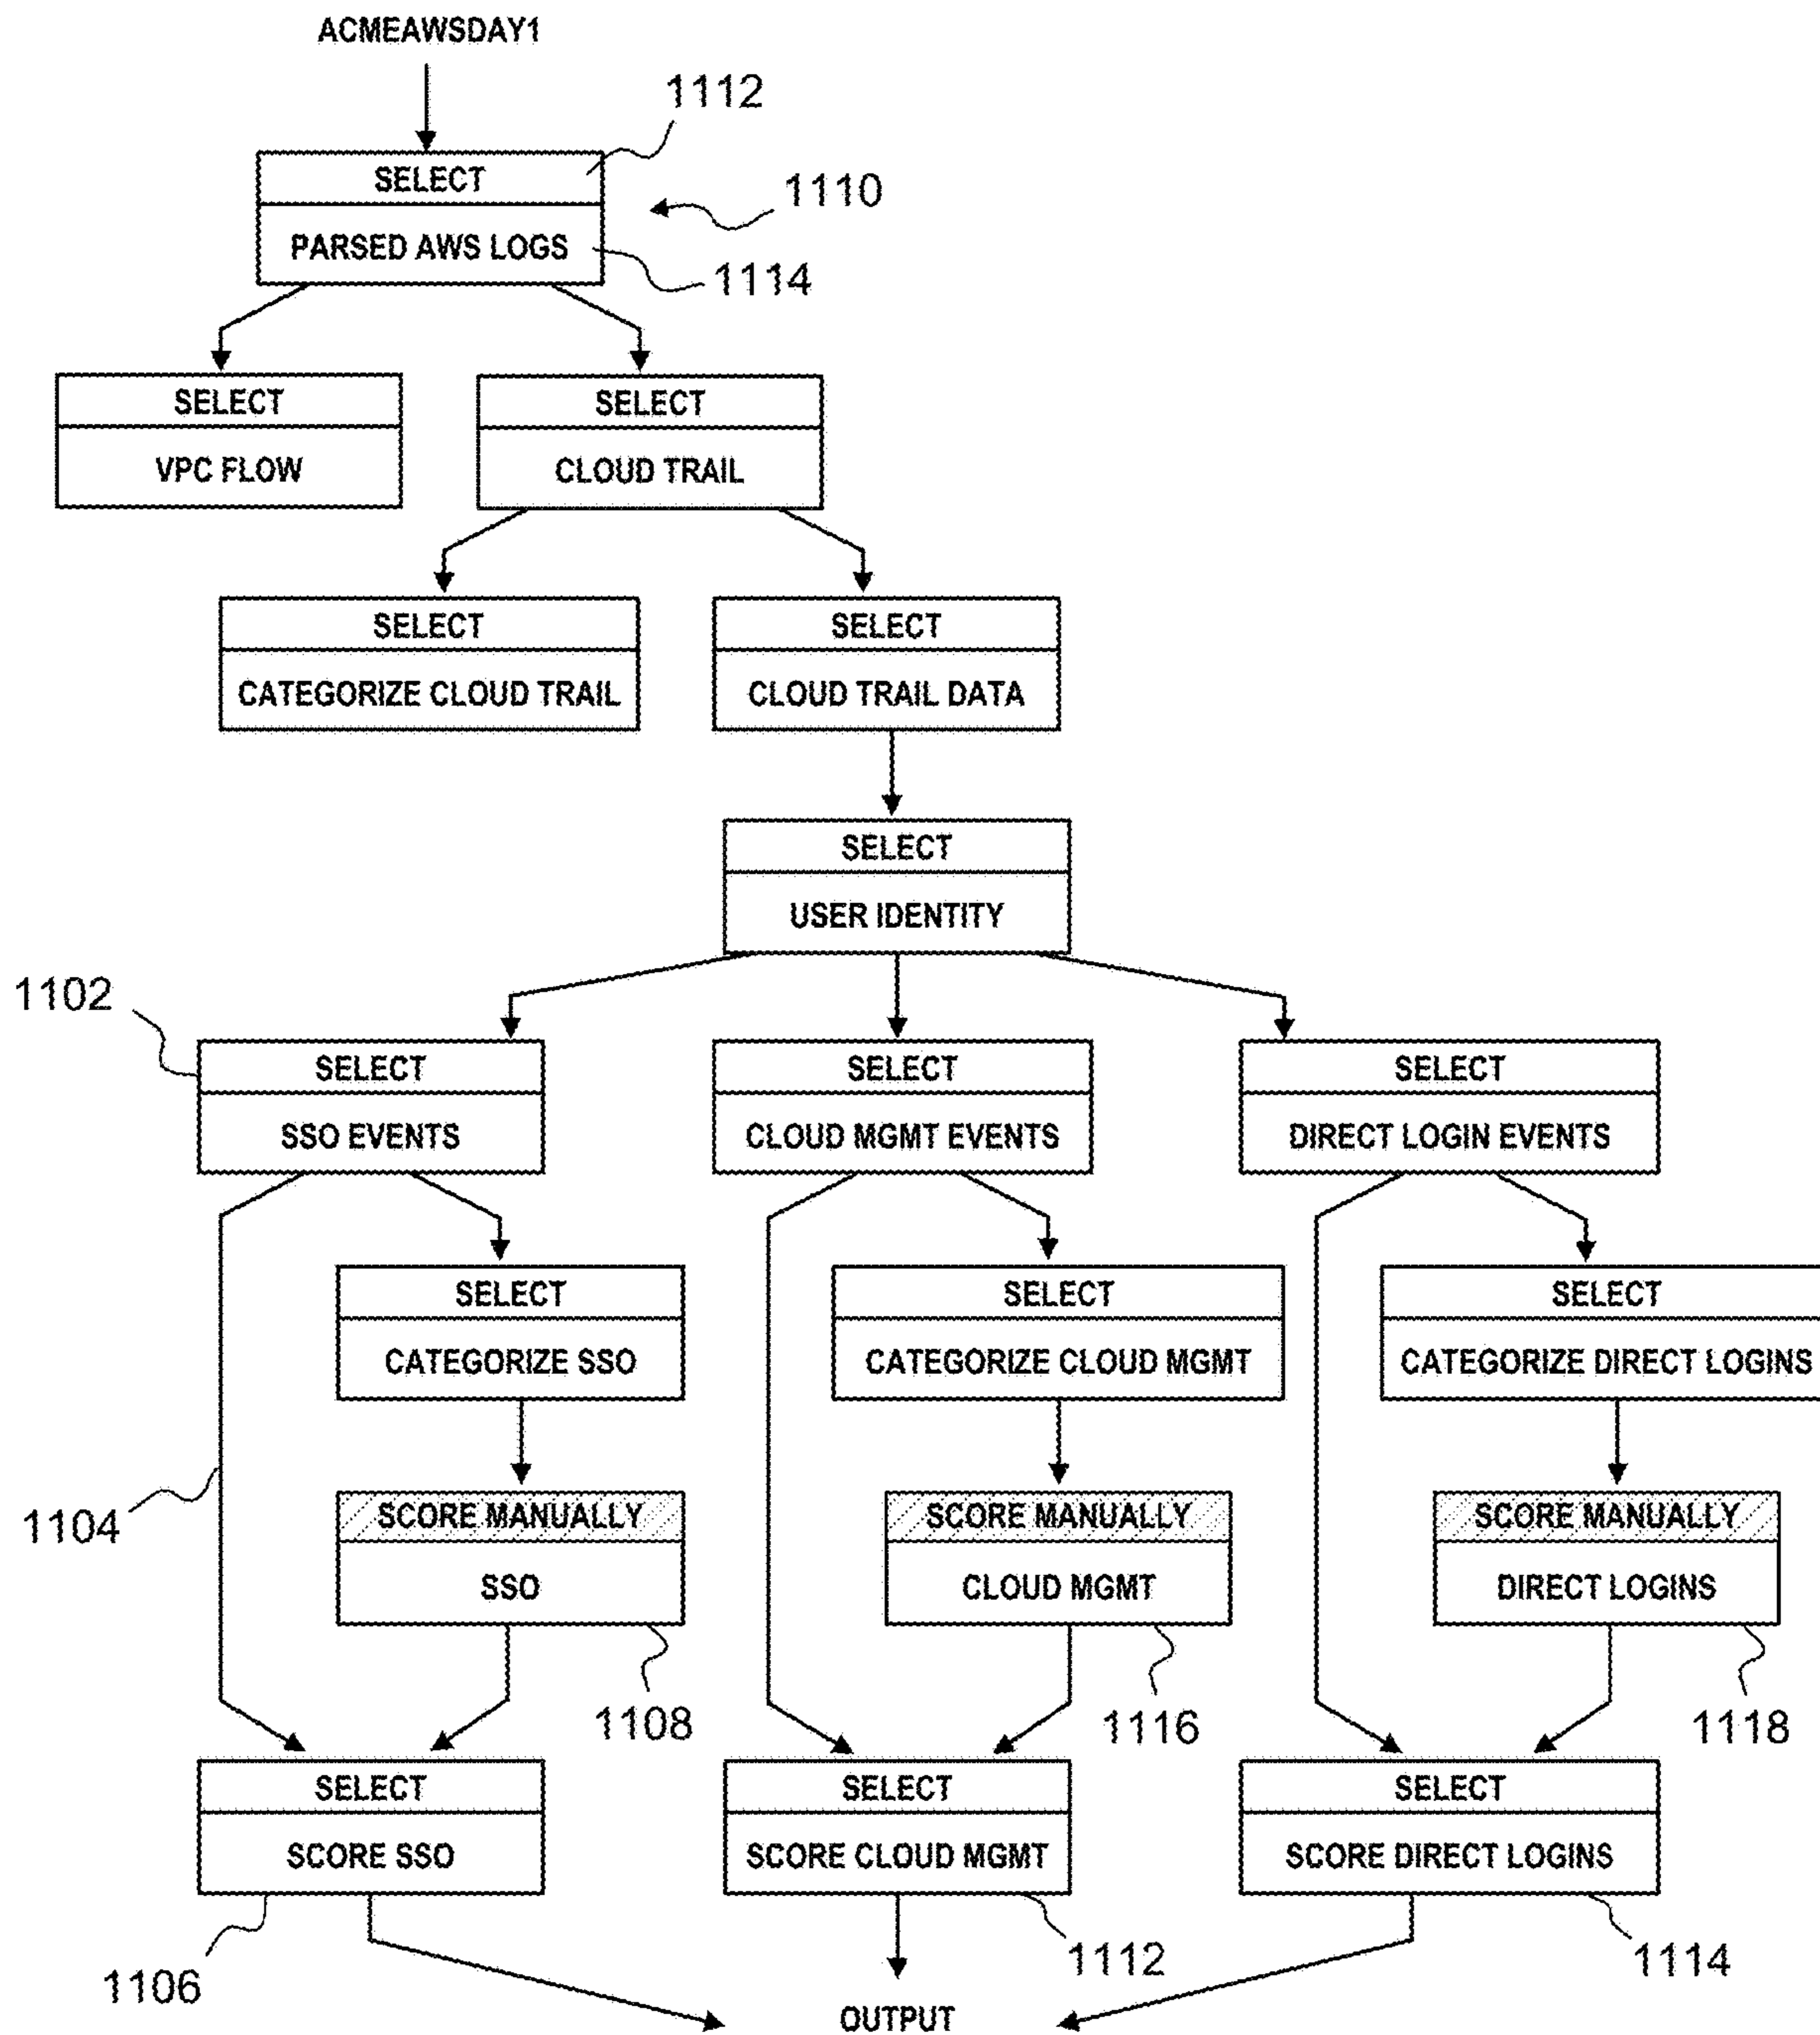 ACMEAWSDAY1
1112
SELECT
1110
PARSED AWS LOGS
1114
SELECT
VPC FLOW
SELECT
CLOUD TRAIL
SELECT
CATEGORIZE CLOUD TRAIL
SELECT
CLOUD TRAIL DATA
SELECT
USER IDENTITY
1102
SELECT
SSO EVENTS
SELECT
CLOUD MGMT EVENTS
SELECT
DIRECT LOGIN EVENTS
SELECT
CATEGORIZE SSO
SELECT
CATEGORIZE CLOUD MGMT
SELECT
CATEGORIZE DIRECT LOGINS
1104
SCORE MANUALLY
SSO
SCORE MANUALLY
CLOUD MGMT
SCORE MANUALLY
DIRECT LOGINS
1108
1116
1118
SELECT
SCORE SSO
SELECT
SCORE CLOUD MGMT
SELECT
SCORE DIRECT LOGINS
1106
1112
1114
OUTPUT